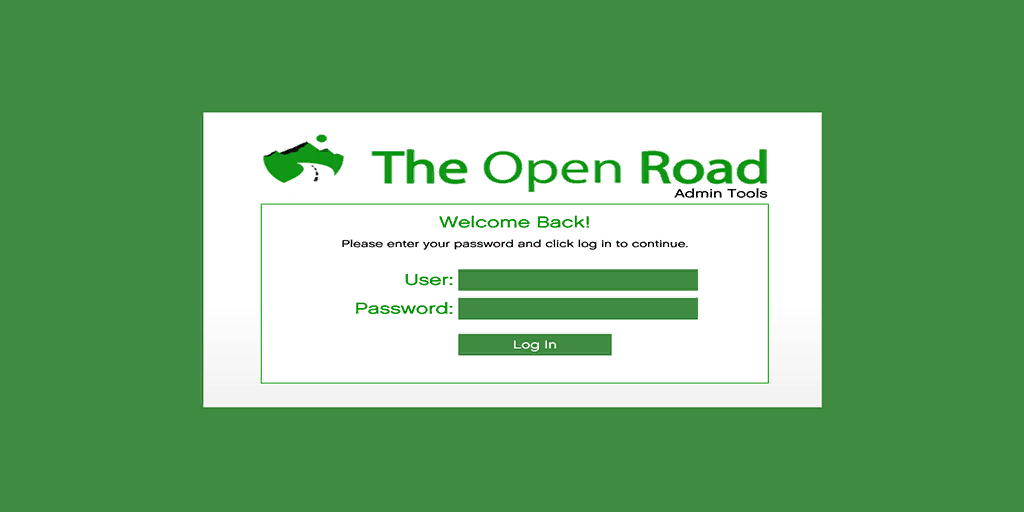 The Open Road
Admin Tools
Welcome Back!
Please enter your password and click log in to continue.
User:
Password:
Log In